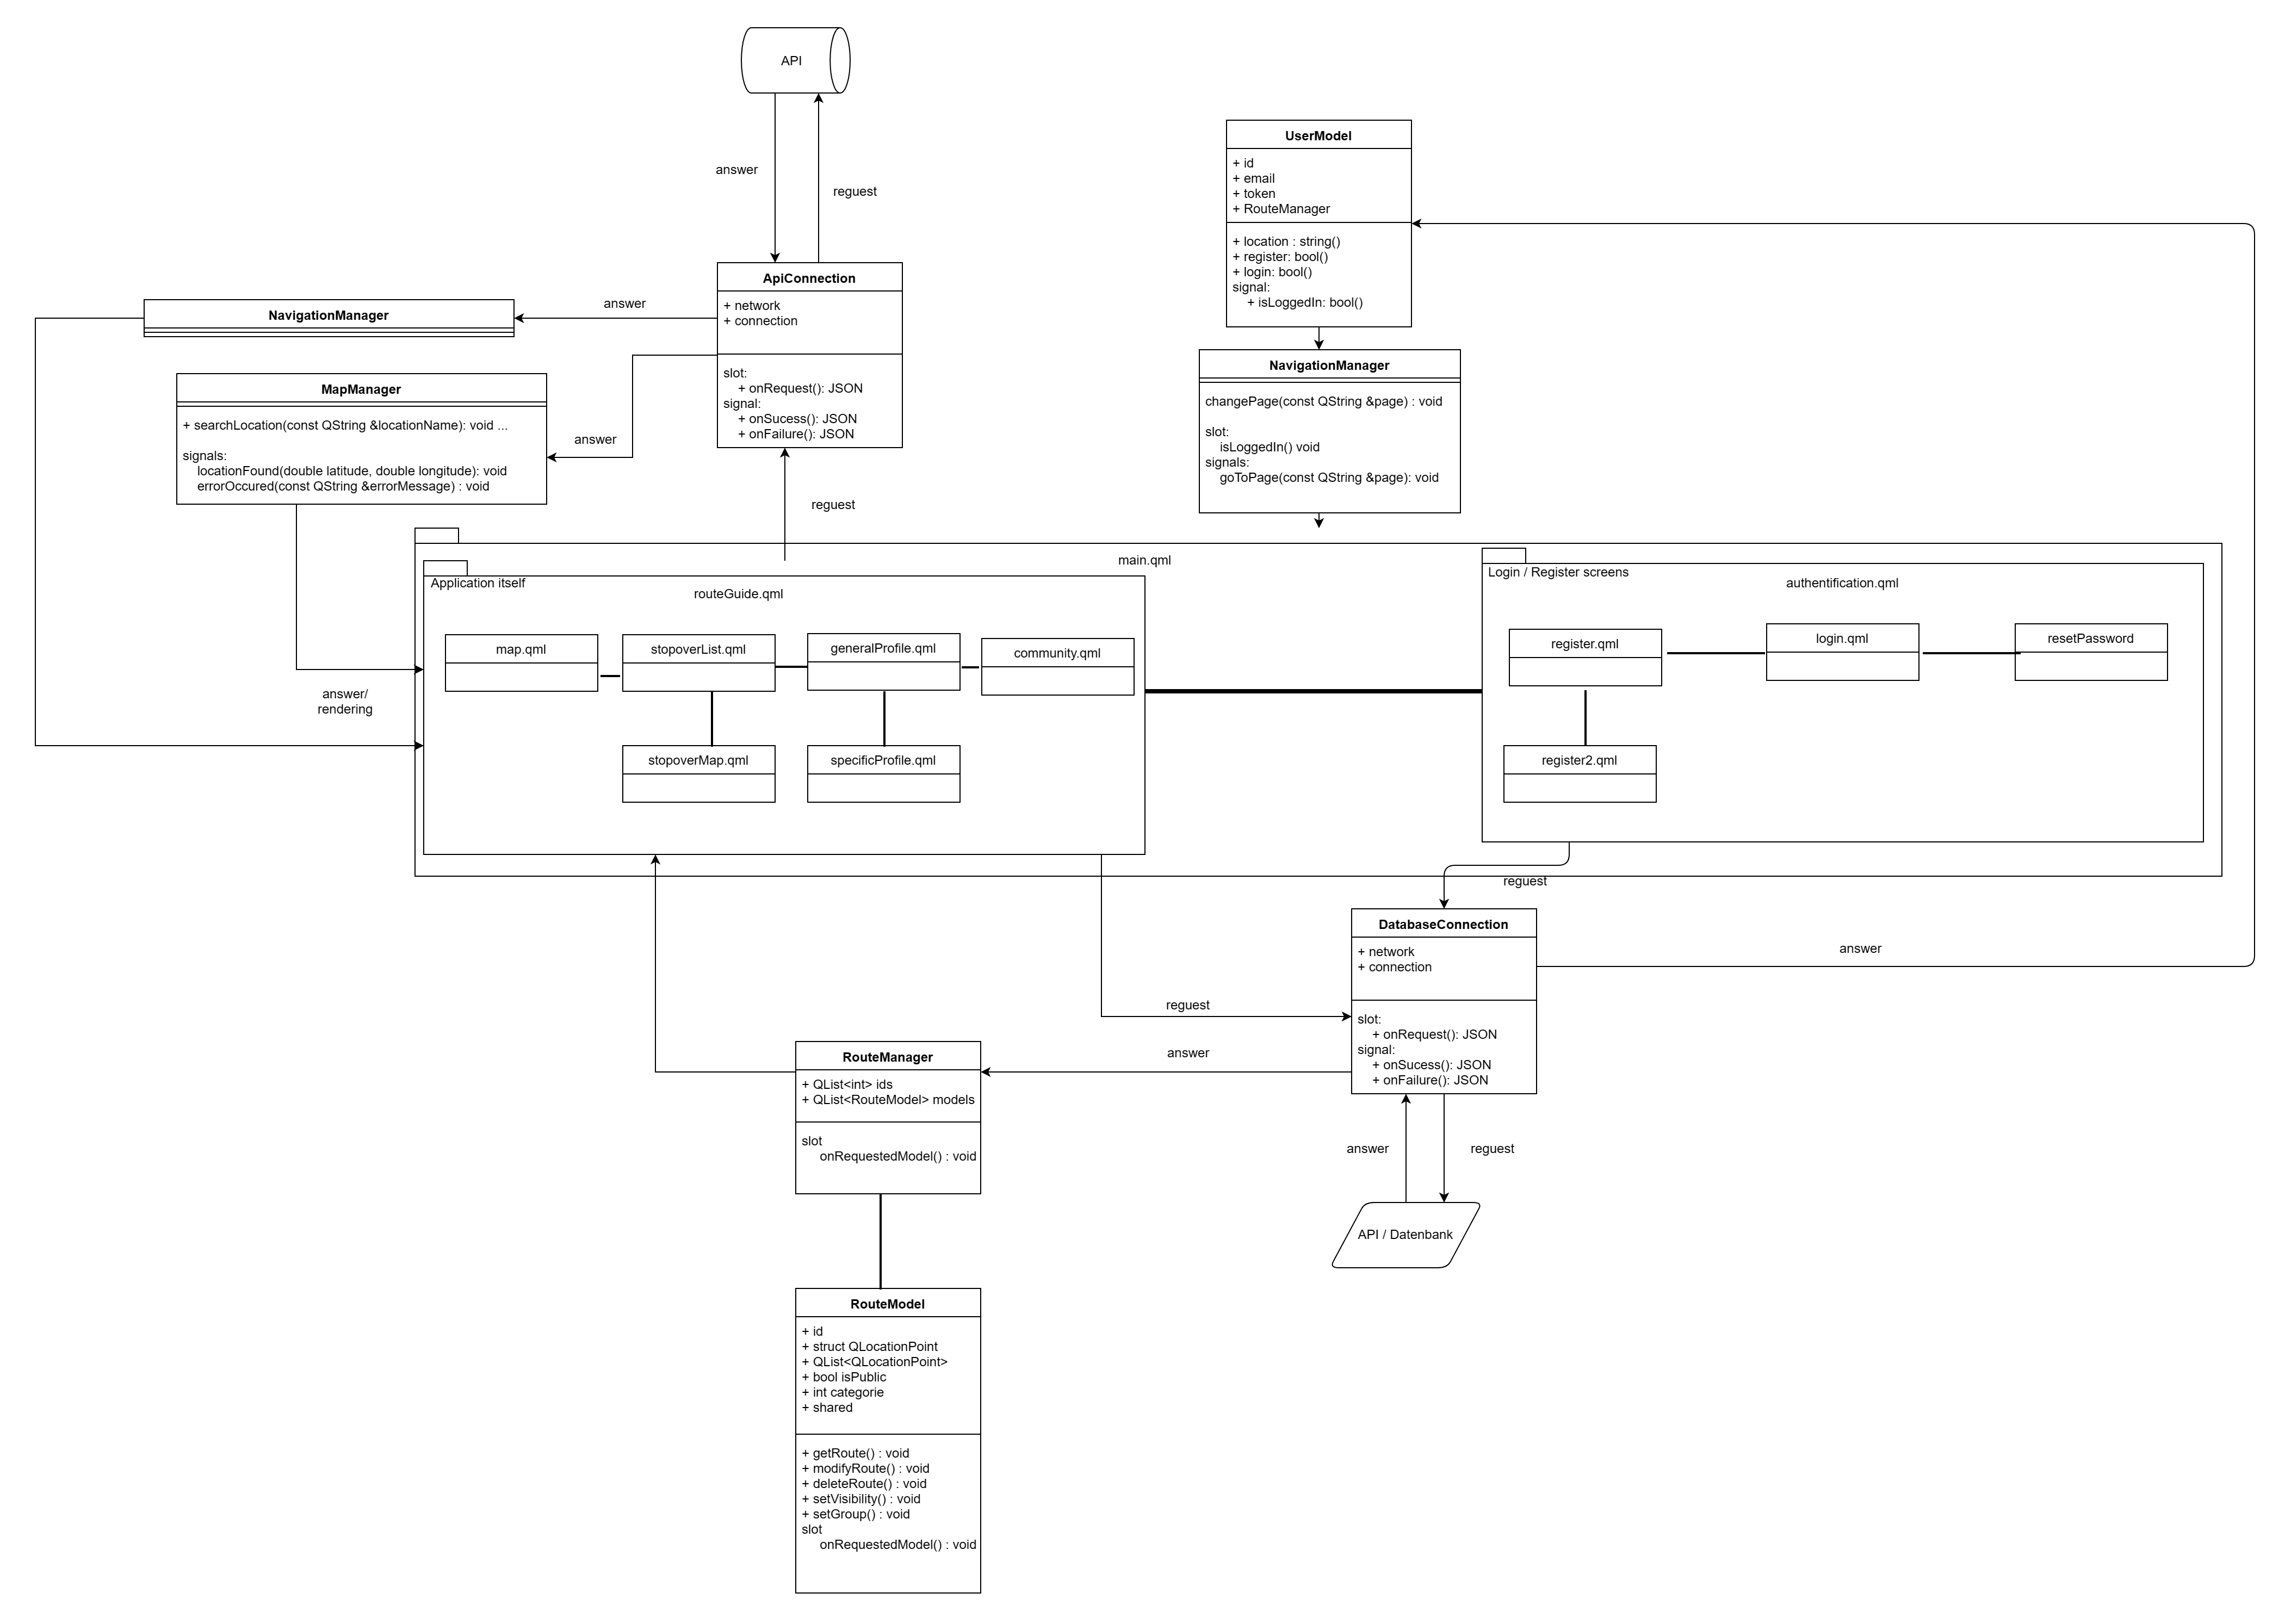 API
answer
reguest
UserModel
+ id
+ email
+ token
+ RouteManager
+ location : string()
+ register: bool()
+ login: bool()
signal:
+ isLoggedIn: bool()
ApiConnection
+ network
+ connection
slot:
+ onRequest(): JSON
signal:
+ onSucess(): JSON
+ onFailure(): JSON
answer
NavigationManager
MapManager
+ searchLocation(const QString &locationName): void ...
signals:
locationFound(double latitude, double longitude): void
errorOccured(const QString &errorMessage) : void
answer
reguest
NavigationManager
changePage(const QString &page) : void
slot:
isLoggedIn() void
signals:
goToPage(const QString &page): void
main.qml
Application itself
routeGuide.qml
map.qml
stopoverList.qml
generalProfile.qml
community.qml
stopoverMap.qml
specificProfile.qml
answer/
rendering
Login / Register screens
authentification.qml
register.qml
login.qml
resetPassword
register2.qml
reguest
DatabaseConnection
+ network
+ connection
slot:
+ onRequest(): JSON
signal:
+ onSucess(): JSON
+ onFailure(): JSON
answer
reguest
answer
RouteManager
+ QList<int> ids
+ QList<RouteModel> models
slot
onRequestedModel() : void
answer
reguest
API / Datenbank
RouteModel
+ id
+ struct QLocationPoint
+ QList<QLocationPoint>
+ bool isPublic
+ int categorie
+ shared
+ getRoute() : void
+ modifyRoute() : void
+ deleteRoute() : void
+ setVisibility() : void
+ setGroup() : void
slot
onRequestedModel() : void